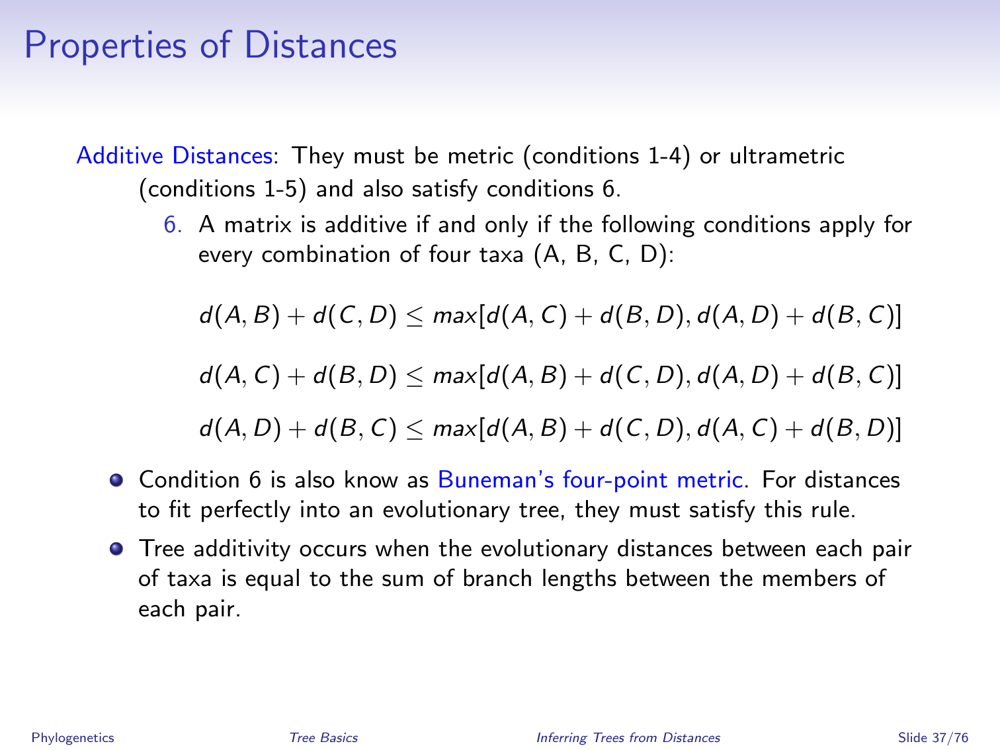 Properties of Distances
Additive Distances: They must be metric (conditions 1-4) or ultrametric
(conditions 1-5) and also satisfy conditions 6.
6. A matrix is additive if and only if the following conditions apply for
every combination of four taxa (A, B, C, D):
d(A, B) + d(C, D) ≤ max[d(A, C) + d(B, D), d(A, D) + d(B, C)]
d(A, C) + d(B, D) ≤ max[d(A, B) + d(C, D), d(A, D) + d(B, C)]
d(A, D) + d(B, C) ≤ max[d(A, B) + d(C, D), d(A, C) + d(B, D)]
Condition 6 is also know as Buneman's four-point metric. For distances
to fit perfectly into an evolutionary tree, they must satisfy this rule.
Tree additivity occurs when the evolutionary distances between each pair
of taxa is equal to the sum of branch lengths between the members of
each pair.
Phylogenetics Tree Basics Inferring Trees from Distances Slide 37/76